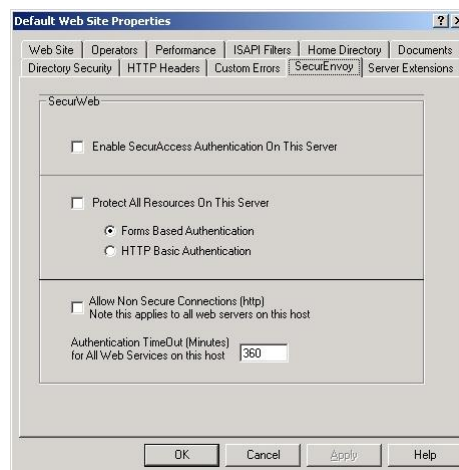 Default Web Site Properties
Web Site Operators Performance ISAPI Filters Home Directory Documents
Directory Security HTTP Headers Custom Errors SecurEnvoy Server Extensions
SecurWeb
Enable SecurAccess Authentication On This Server
Protect All Resources On This Server
Forms Based Authentication
HTTP Basic Authentication
Allow Non Secure Connections (http)
Note this applies to all web servers on this host
Authentication TimeOut (Minutes)
for All Web Services on this host 360
OK Cancel Apply Help